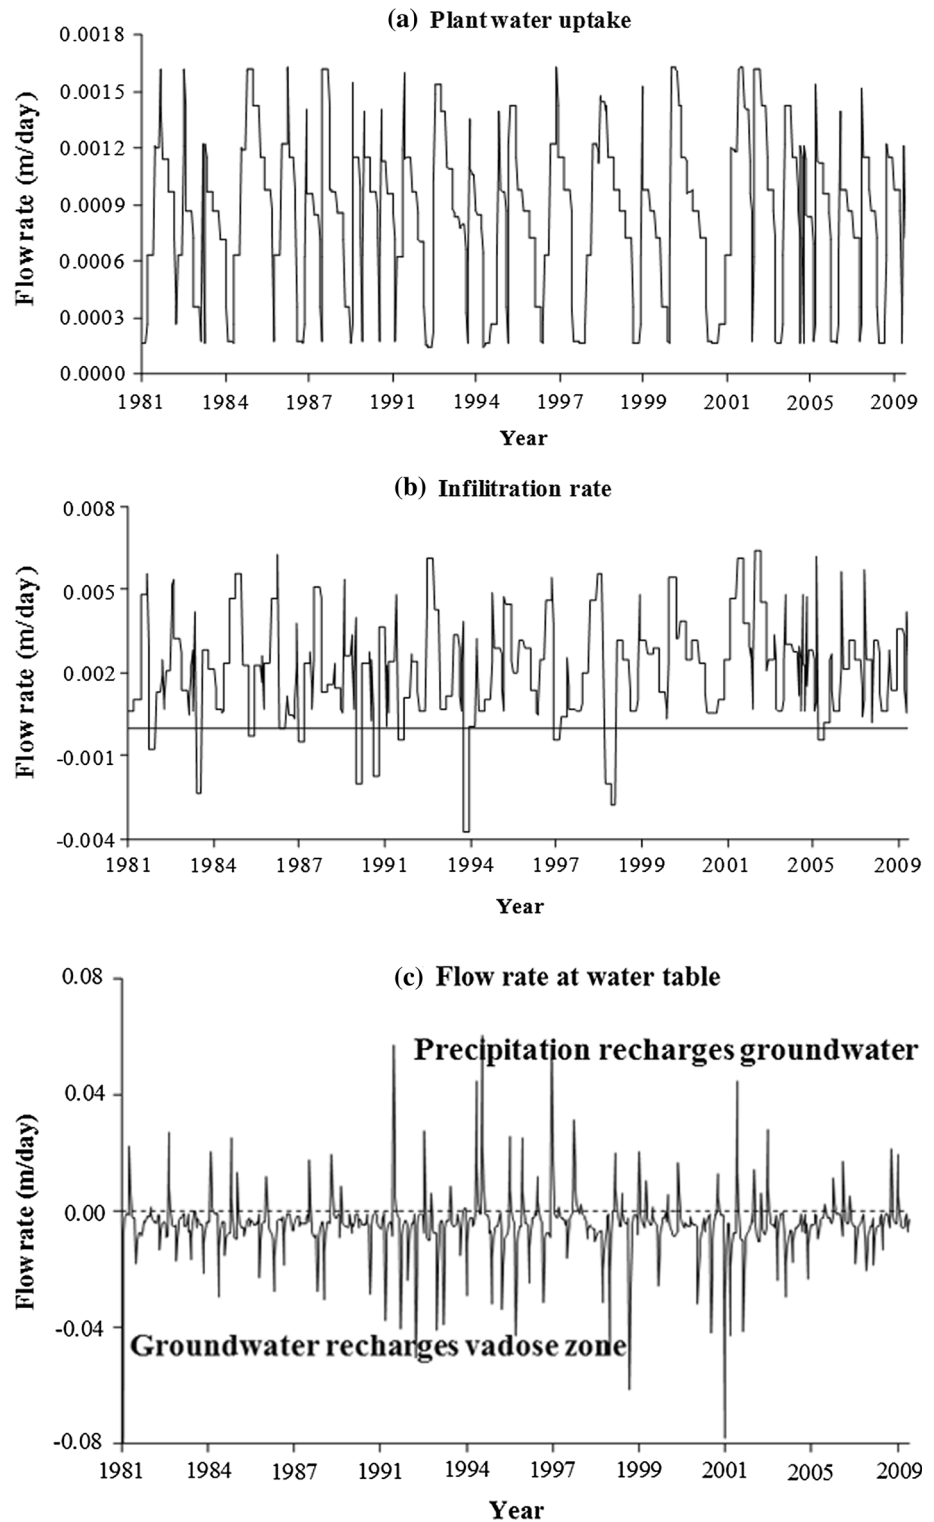 (a) Plant water uptake
Flow rate (m/day)
0.0018
0.0015
0.0012
0.0009
0.0006
0.0003
0.0000
1981 1984 1987 1991 1994 1997 1999 2001 2005 2009
Year
(b) Infilitration rate
Flow rate (m/day)
0.008
0.005
0.002
-0.001
-0.004
1981 1984 1987 1991 1994 1997 1999 2001 2005 2009
Year
(c) Flow rate at water table
Flow rate (m/day)
0.08
0.04
0.00
-0.04
-0.08
Precipitation recharges groundwater
Groundwater recharges vadose zone
1981 1984 1987 1991 1994 1997 1999 2001 2005 2009
Year